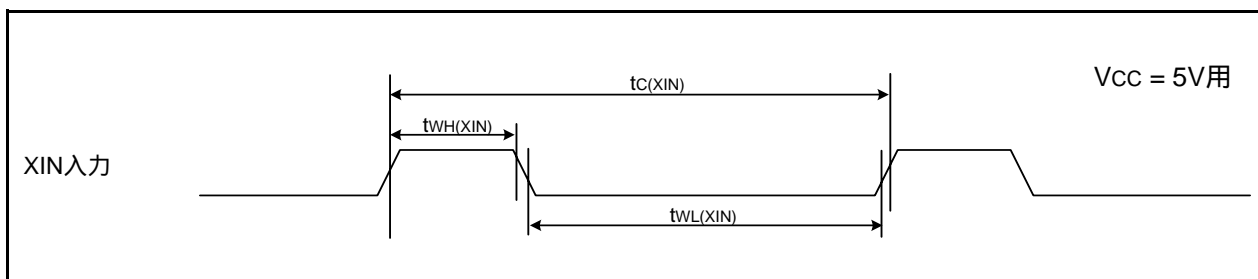 VCC = 5V用
tC(XIN)
tWH(XIN)
XIN入力
tWL(XIN)